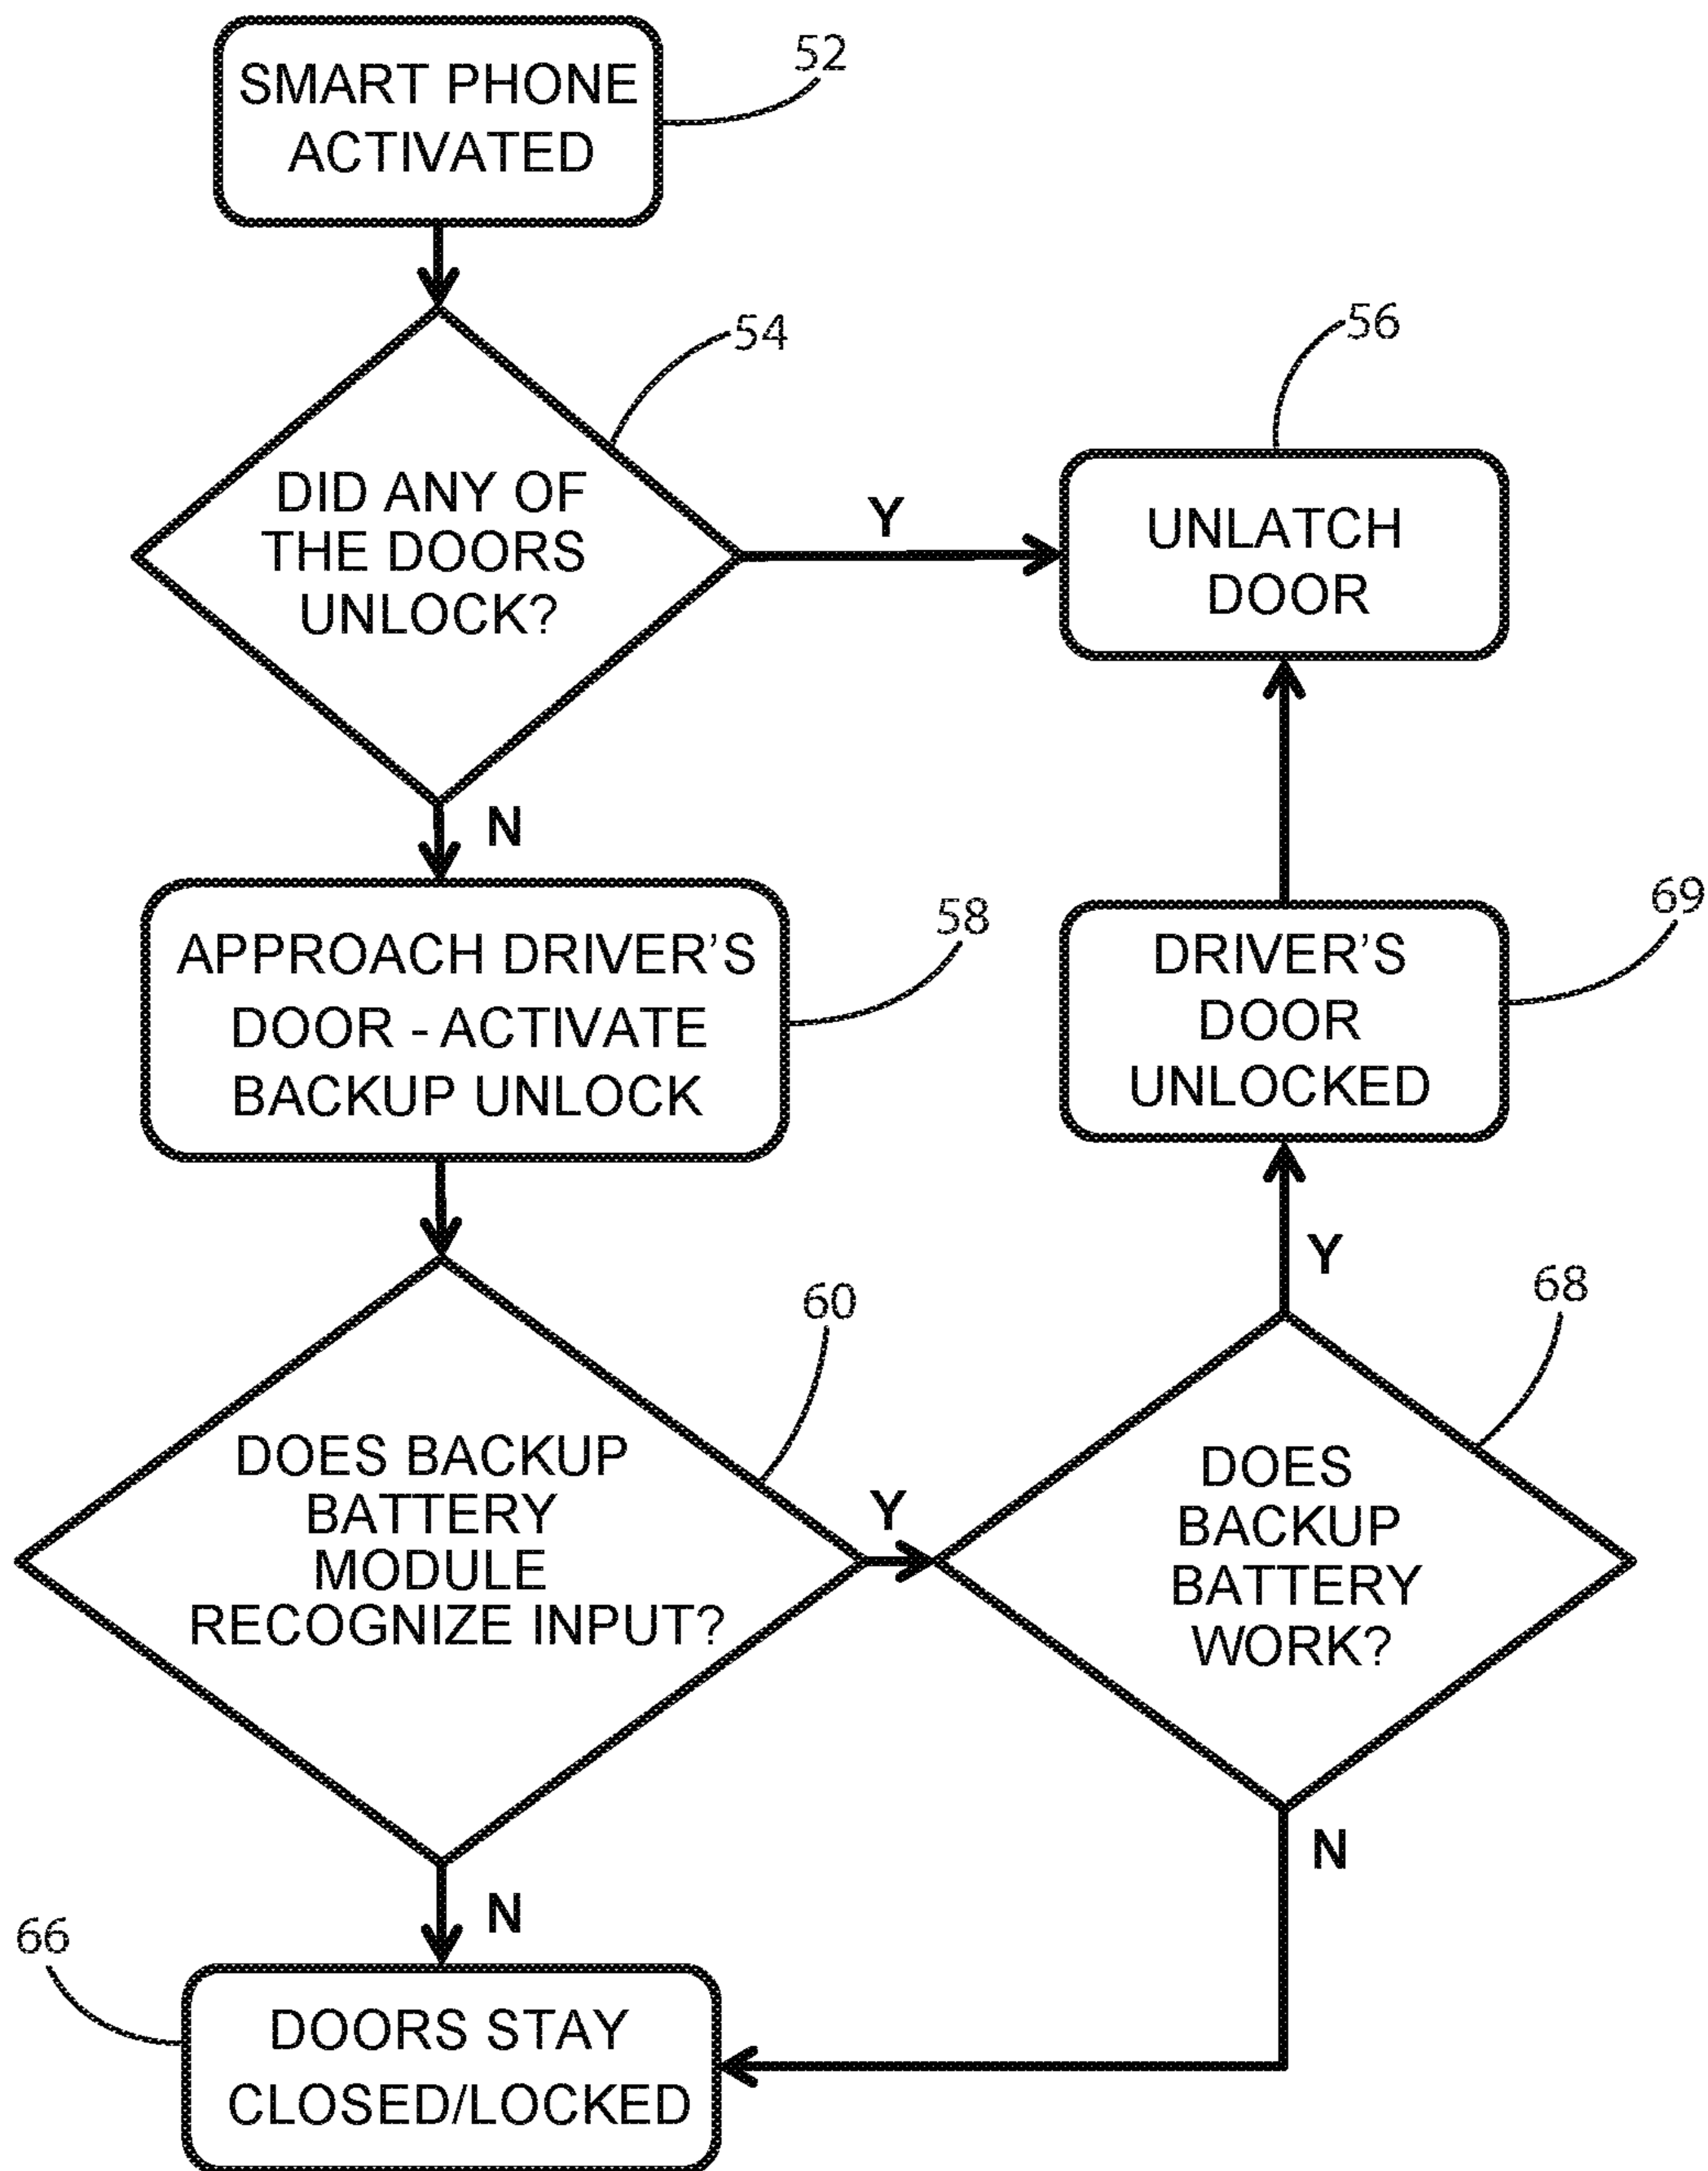 SMART PHONE
ACTIVATED
52
DID ANY OF
THE DOORS
UNLOCK?
54
Y
56
UNLATCH
DOOR
N
APPROACH DRIVER'S
DOOR - ACTIVATE
BACKUP UNLOCK
58
DRIVER'S
DOOR
UNLOCKED
69
DOES BACKUP
BATTERY
MODULE
RECOGNIZE INPUT?
60
Y
Y
DOES
BACKUP
BATTERY
WORK?
68
N
N
66
DOORS STAY
CLOSED/LOCKED